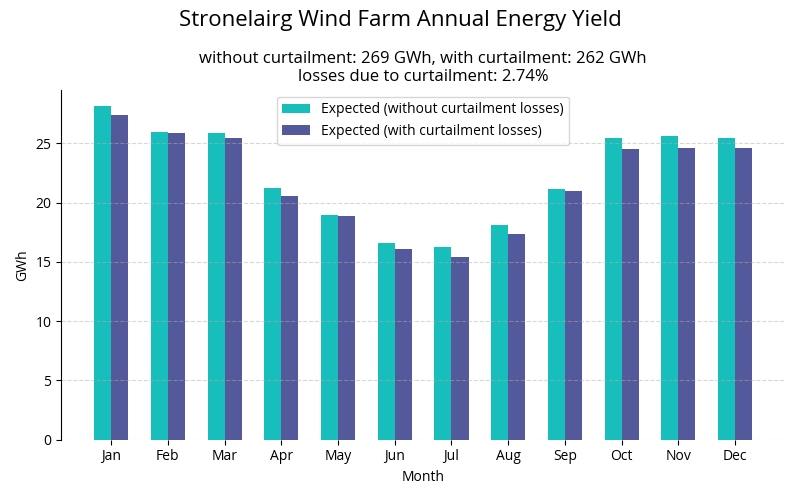 Stronelairg Wind Farm Annual Energy Yield
without curtailment: 269 GWh, with curtailment: 262 GWh
losses due to curtailment: 2.74%
Expected (without curtailment losses)
Expected (with curtailment losses)
25
20
15
10
5
0
GWh
Jan Feb Mar Apr May Jun Jul Aug Sep Oct Nov Dec
Month